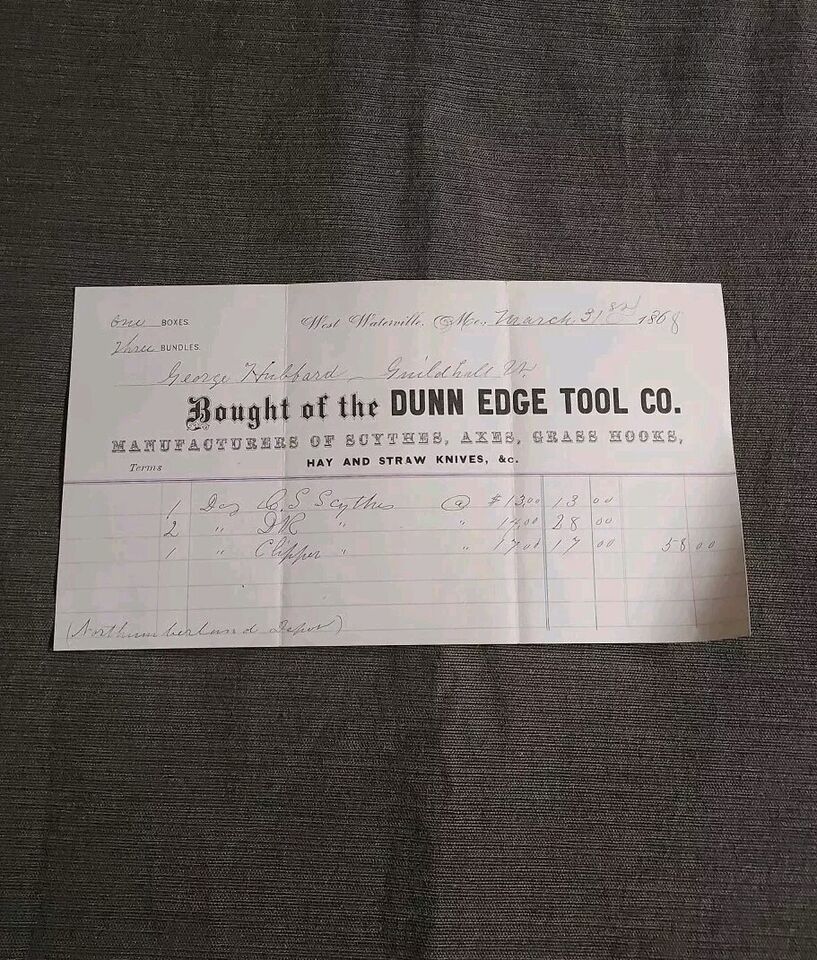 One BOXES.
West Waterville, Me., March 31st 1868
Three BUNDLES.
George Hubbard - Guildhall Vt.
Bought of the DUNN EDGE TOOL CO.
MANUFACTURERS OF SCYTHES, AXES, GRASS HOOKS,
Terms
HAY AND STRAW KNIVES, &c.
1 Doz C.S Scythes @ $13.00 13 00
2 " " " 14.00 28 00
1 " Clipper " " 17.00 17 00 58 00
(Northumberland Depot)